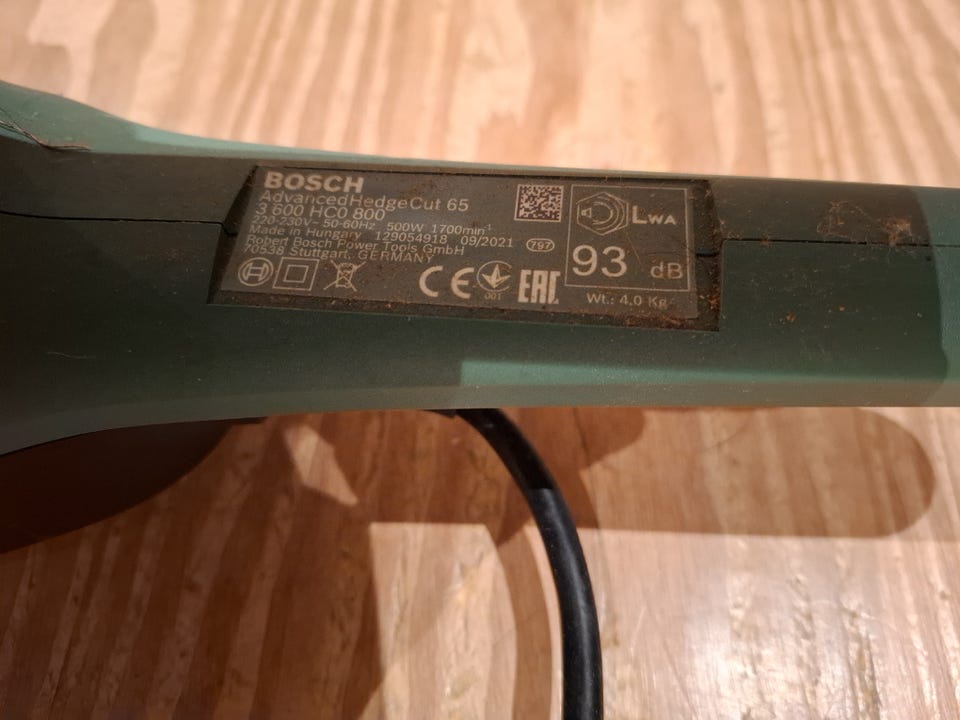 BOSCH
AdvancedHedgeCut 65
3 600 HC0 800
220-230V~ 50-60Hz 500W 1700min⁻¹
Made in Hungary 129054918 09/2021 797
Robert Bosch Power Tools GmbH
70538 Stuttgart, GERMANY
CE 001 EAC
LWA
93 dB
Wt.: 4.0 Kg